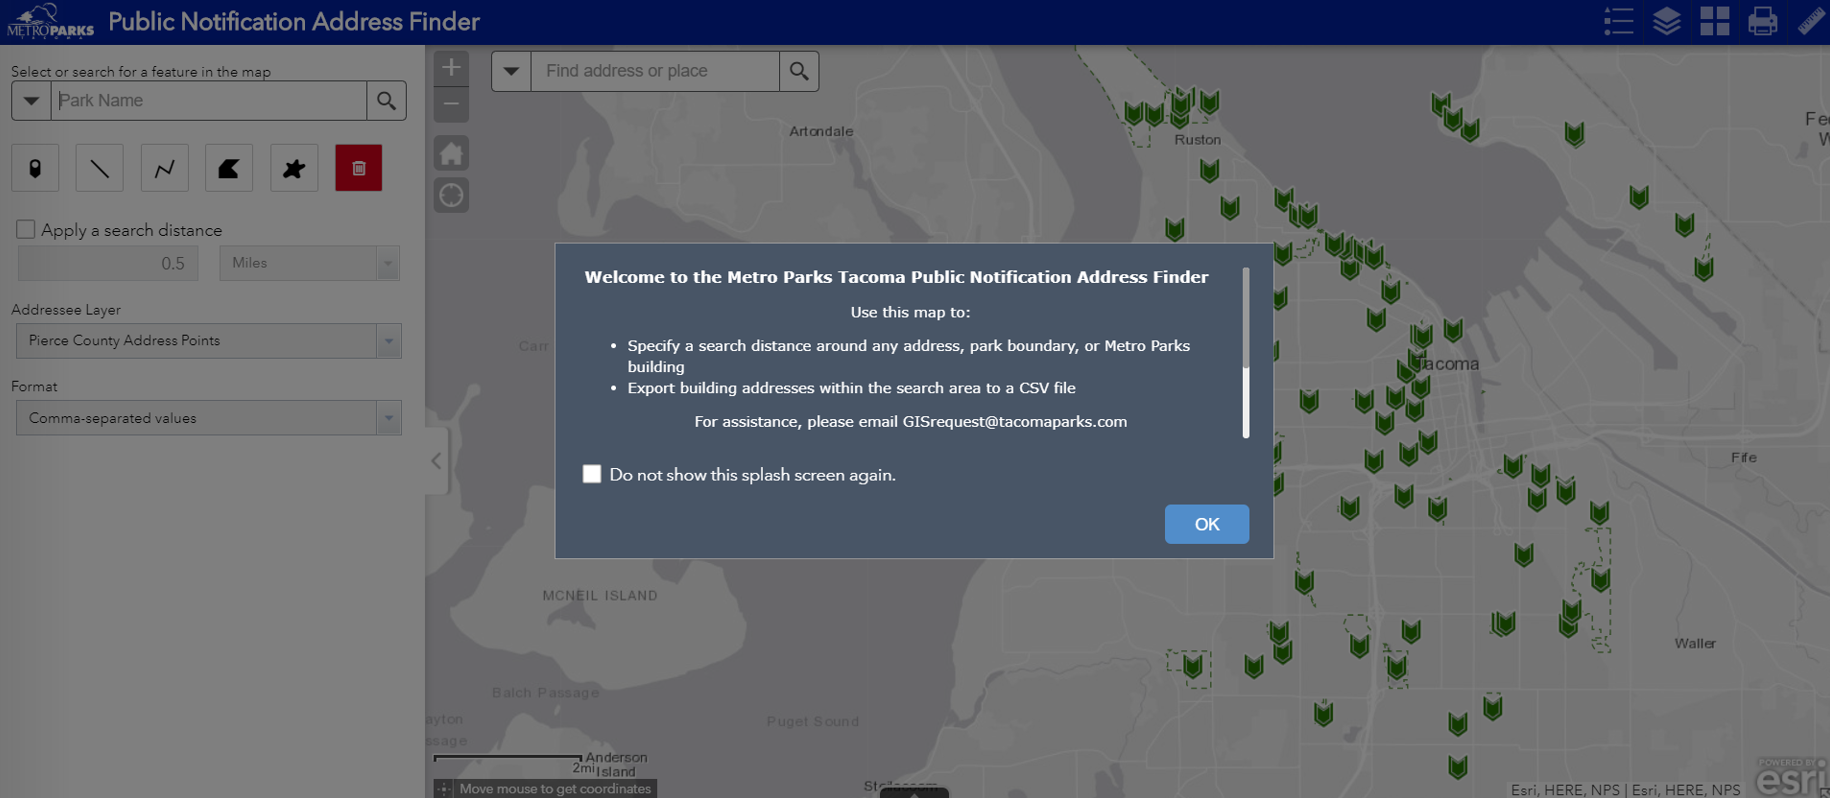 METROPARKS
TACOMA
Public Notification Address Finder
Select or search for a feature in the map
Park Name
Apply a search distance
0.5
Miles
Addressee Layer
Pierce County Address Points
Format
Comma-separated values
Find address or place
Artondale
Ruston
Carr
Tacoma
Fife
Waller
MCNEIL ISLAND
Balch Passage
Puget Sound
Anderson
Island
2mi
Move mouse to get coordinates
Welcome to the Metro Parks Tacoma Public Notification Address Finder
Use this map to:
• Specify a search distance around any address, park boundary, or Metro Parks
building
• Export building addresses within the search area to a CSV file
For assistance, please email GISrequest@tacomaparks.com
Do not show this splash screen again.
OK
POWERED BY
esri
Esri, HERE, NPS | Esri, HERE, NPS